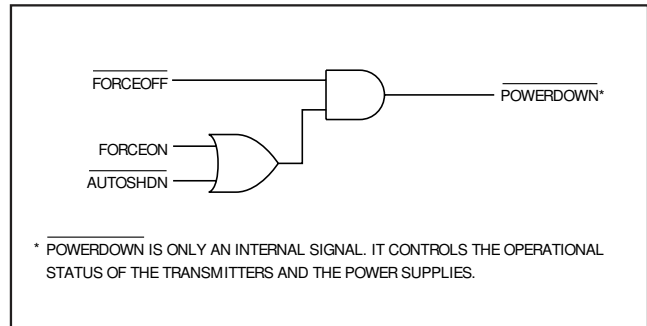 FORCEOFF
POWERDOWN*
FORCEON
AUTOSHDN
* POWERDOWN IS ONLY AN INTERNAL SIGNAL. IT CONTROLS THE OPERATIONAL
STATUS OF THE TRANSMITTERS AND THE POWER SUPPLIES.